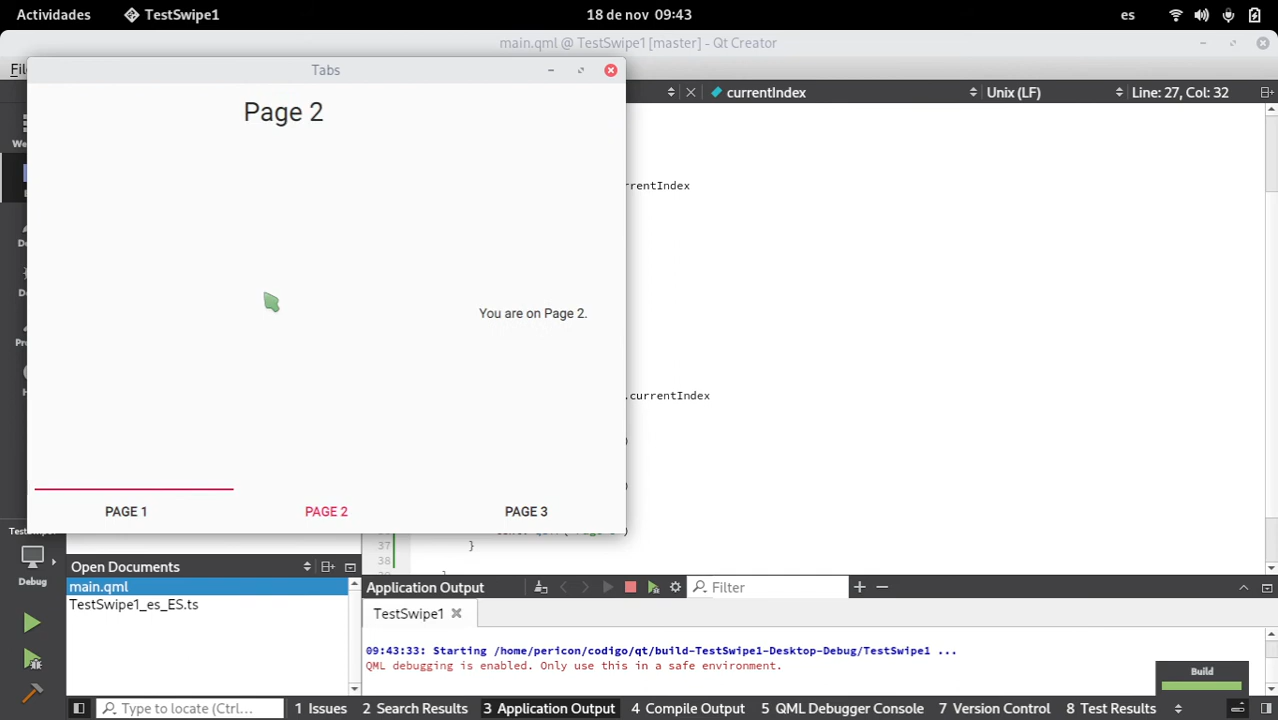 Actividades
TestSwipe1
18 de nov 09:43
es
main.qml @ TestSwipe1 [master] - Qt Creator
Tabs
currentIndex
Unix (LF)
Line: 27, Col: 32
Page 2
rrentIndex
You are on Page 2.
.currentIndex
)
)
PAGE 1
PAGE 2
PAGE 3
37
}
38
Debug
Open Documents
main.qml
TestSwipe1_es_ES.ts
Application Output
Filter
TestSwipe1
09:43:33: Starting /home/pericon/codigo/qt/build-TestSwipe1-Desktop-Debug/TestSwipe1 ...
QML debugging is enabled. Only use this in a safe environment.
Build
Type to locate (Ctrl+...)
1 Issues
2 Search Results
3 Application Output
4 Compile Output
5 QML Debugger Console
7 Version Control
8 Test Results